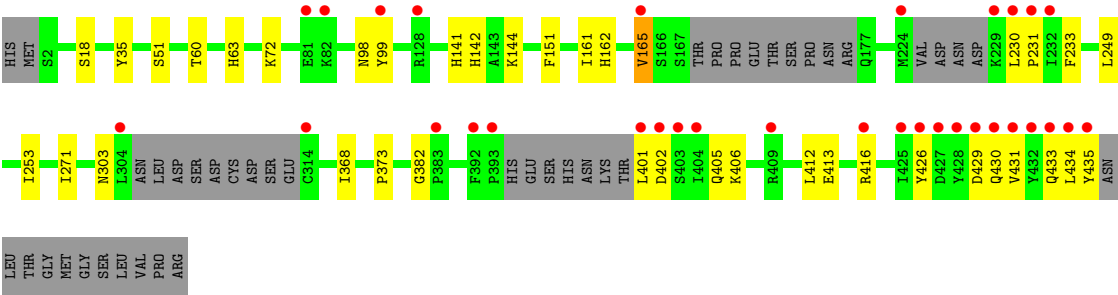 HIS MET S2 S18 Y35 S51 T60 H63 K72 E81 K82 N98 Y99 R128 H141 H142 A143 K144 F151 I161 H162 V165 S166 S167 THR PRO PRO GLU THR SER PRO ASN ARG Q177 M224 VAL ASP ASN ASP K229 L230 P231 I232 F233 L249
I253 I271 N303 L304 ASN LEU ASP SER ASP CYS ASP SER GLU C314 I368 P373 G382 P383 F392 P393 HIS GLU SER HIS ASN LYS THR L401 D402 S403 I404 Q405 K406 R409 L412 E413 R416 I425 Y426 D427 Y428 D429 Q430 V431 Y432 Q433 L434 Y435 ASN
LEU THR GLY MET GLY SER LEU VAL PRO ARG